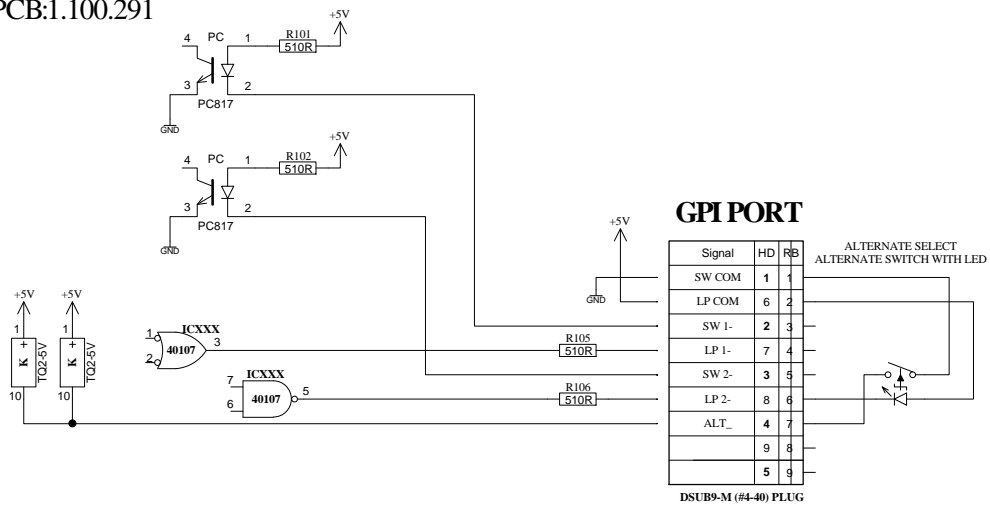 PCB:1.100.291
+5V
4 PC 1 R101
510R
3 2
PC817
GND
+5V
4 PC 1 R102
510R
3 2
PC817
GND
GPI PORT
+5V
Signal HD RB
ALTERNATE SELECT
ALTERNATE SWITCH WITH LED
SW COM 1 1
GND
LP COM 6 2
+5V +5V
SW 1- 2 3
1 1
K + TQ2-5V
K + TQ2-5V
10 10
1 ICXXX
40107 3
2
R105
510R
LP 1- 7 4
SW 2- 3 5
7 ICXXX
40107 5
6
R106
510R
LP 2- 8 6
ALT_ 4 7
9 8
5 9
DSUB9-M (#4-40) PLUG